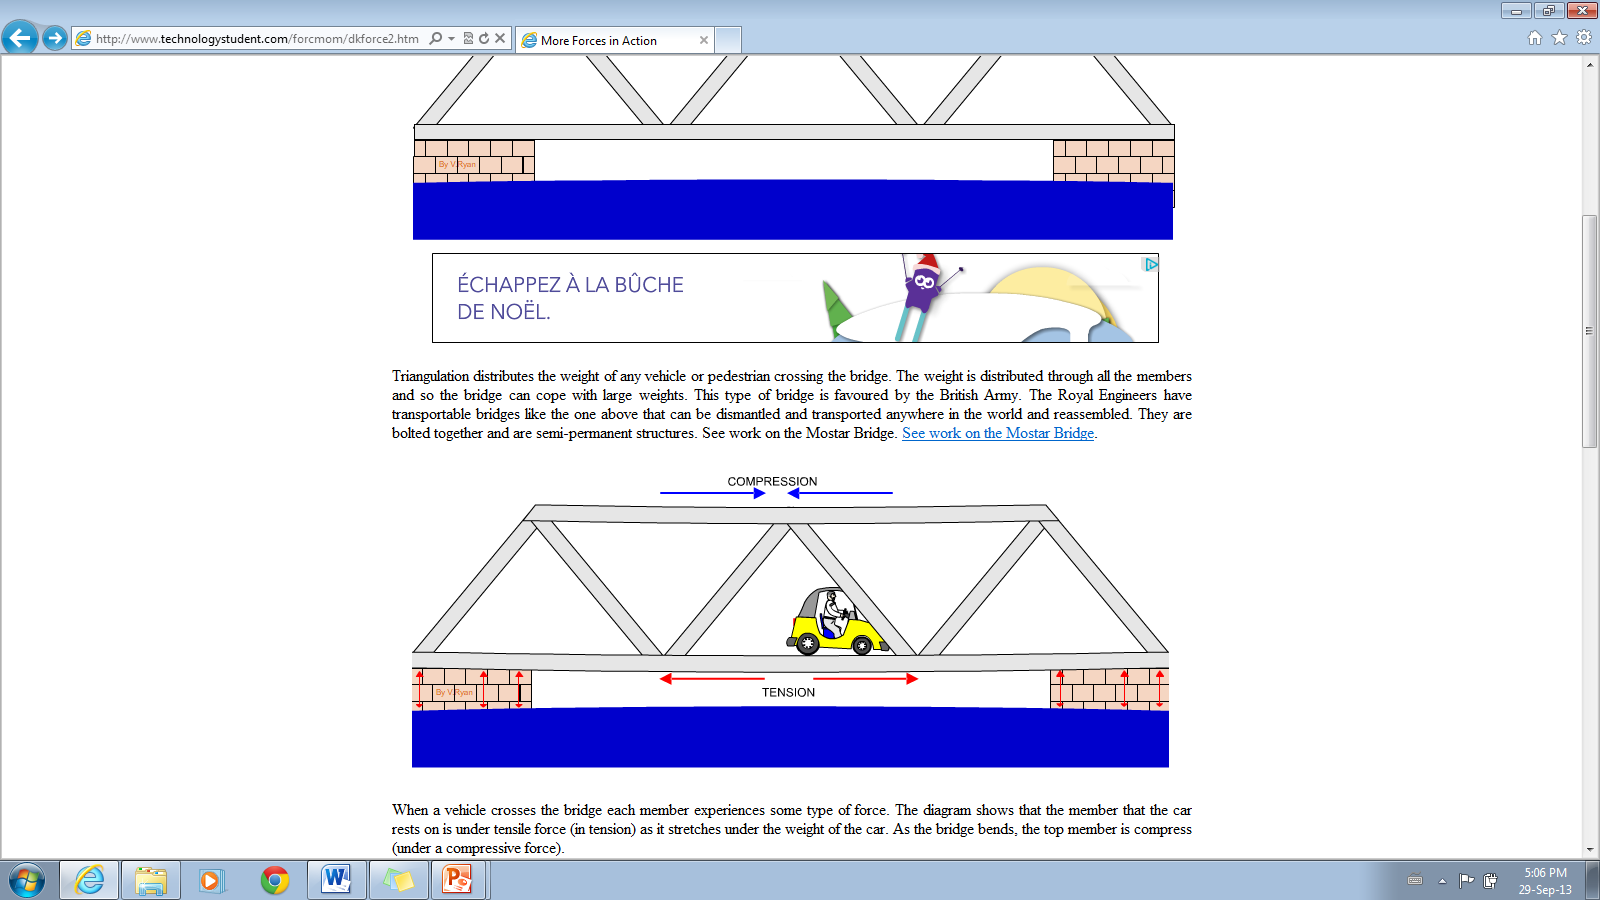 http://www.technologystudent.com/forcmom/dkforce2.htm
More Forces in Action
By V.Ryan
ÉCHAPPEZ À LA BÛCHE
DE NOËL.
Triangulation distributes the weight of any vehicle or pedestrian crossing the bridge. The weight is distributed through all the members
and so the bridge can cope with large weights. This type of bridge is favoured by the British Army. The Royal Engineers have
transportable bridges like the one above that can be dismantled and transported anywhere in the world and reassembled. They are
bolted together and are semi-permanent structures. See work on the Mostar Bridge. See work on the Mostar Bridge.
COMPRESSION
By V.Ryan
TENSION
When a vehicle crosses the bridge each member experiences some type of force. The diagram shows that the member that the car
rests on is under tensile force (in tension) as it stretches under the weight of the car. As the bridge bends, the top member is compress
(under a compressive force).
5:06 PM
29-Sep-13